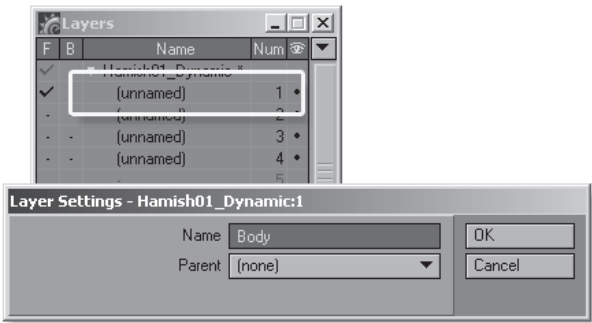 Layers
F B Name Num
Hamish01_Dynamic *
(unnamed) 1
(unnamed) 2
(unnamed) 3
(unnamed) 4
5
Layer Settings - Hamish01_Dynamic:1
Name Body OK
Parent (none) Cancel